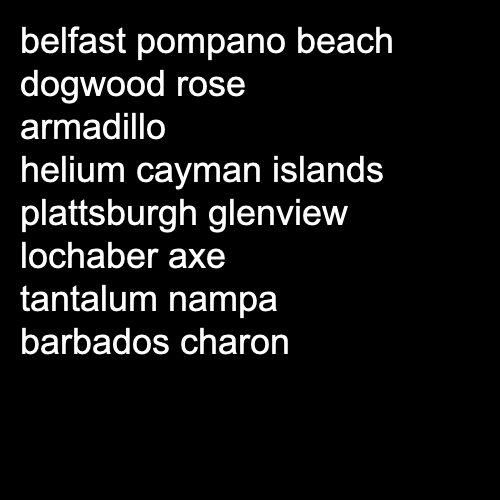 belfast pompano beach
dogwood rose
armadillo
helium cayman islands
plattsburgh glenview
lochaber axe
tantalum nampa
barbados charon